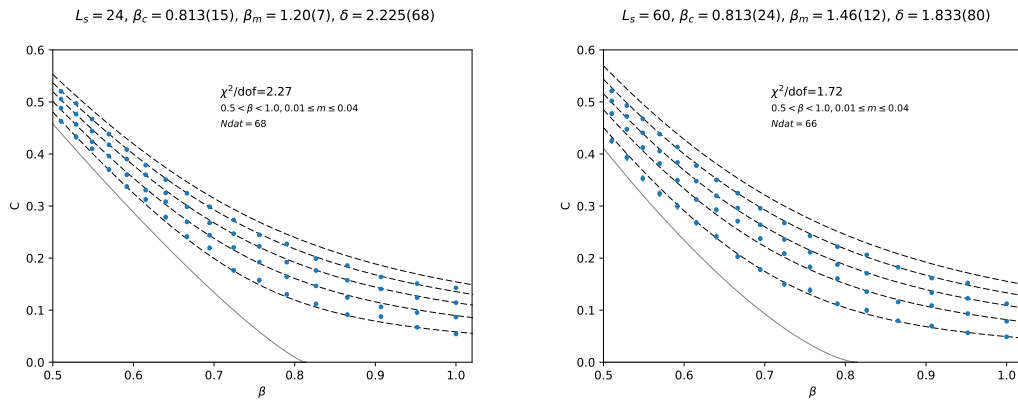 L_s = 24, β_c = 0.813(15), β_m = 1.20(7), δ = 2.225(68)
0.6
0.5
0.4
0.3
0.2
0.1
0.0
C
χ²/dof=2.27
0.5 < β < 1.0, 0.01 ≤ m ≤ 0.04
Ndat = 68
0.5 0.6 0.7 0.8 0.9 1.0
β
L_s = 60, β_c = 0.813(24), β_m = 1.46(12), δ = 1.833(80)
0.6
0.5
0.4
0.3
0.2
0.1
0.0
C
χ²/dof=1.72
0.5 < β < 1.0, 0.01 ≤ m ≤ 0.04
Ndat = 66
0.5 0.6 0.7 0.8 0.9 1.0
β